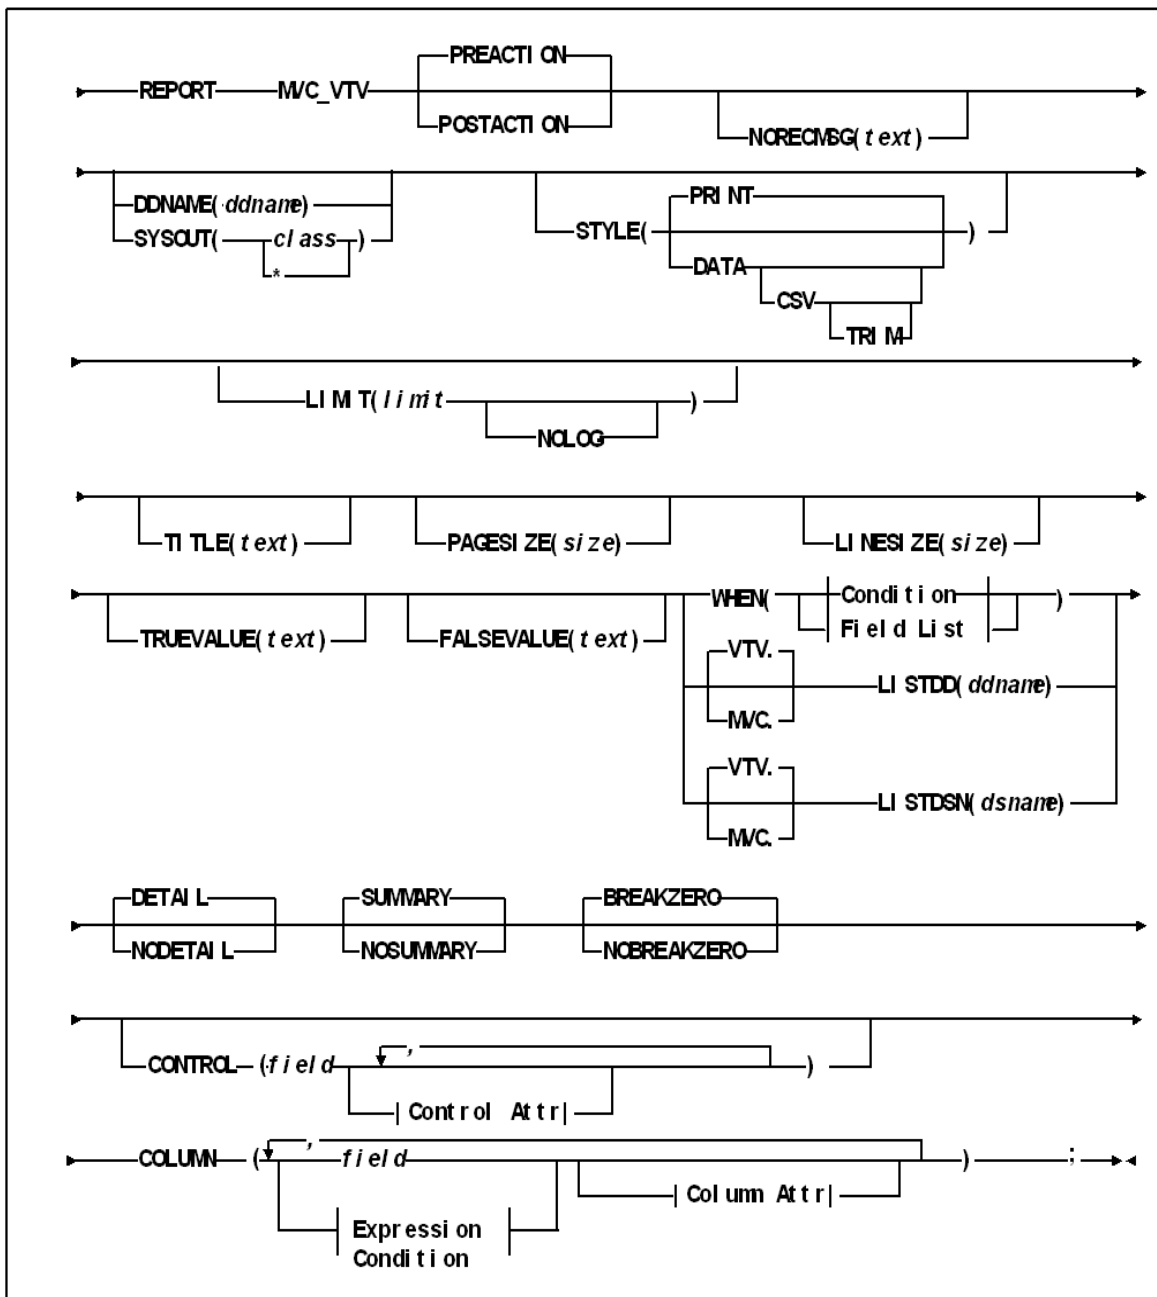 PREACTION
REPORT MVC_VTV
POSTACTION
NORECMSG(text)
DDNAME(ddname)
SYSOUT( class )
*
PRINT
STYLE( )
DATA
CSV
TRIM
LIMIT(limit )
NOLOG
TITLE(text) PAGESIZE(size) LINESIZE(size)
TRUEVALUE(text) FALSEVALUE(text)
WHEN( Condition )
Field List
VTV.
LISTDD(ddname)
MVC.
VTV.
LISTDSN(dsname)
MVC.
DETAIL SUMMARY BREAKZERO
NODETAIL NOSUMMARY NOBREAKZERO
,
CONTROL (field )
|Control Attr|
,
COLUMN ( field ) ;
|Column Attr|
Expression
Condition